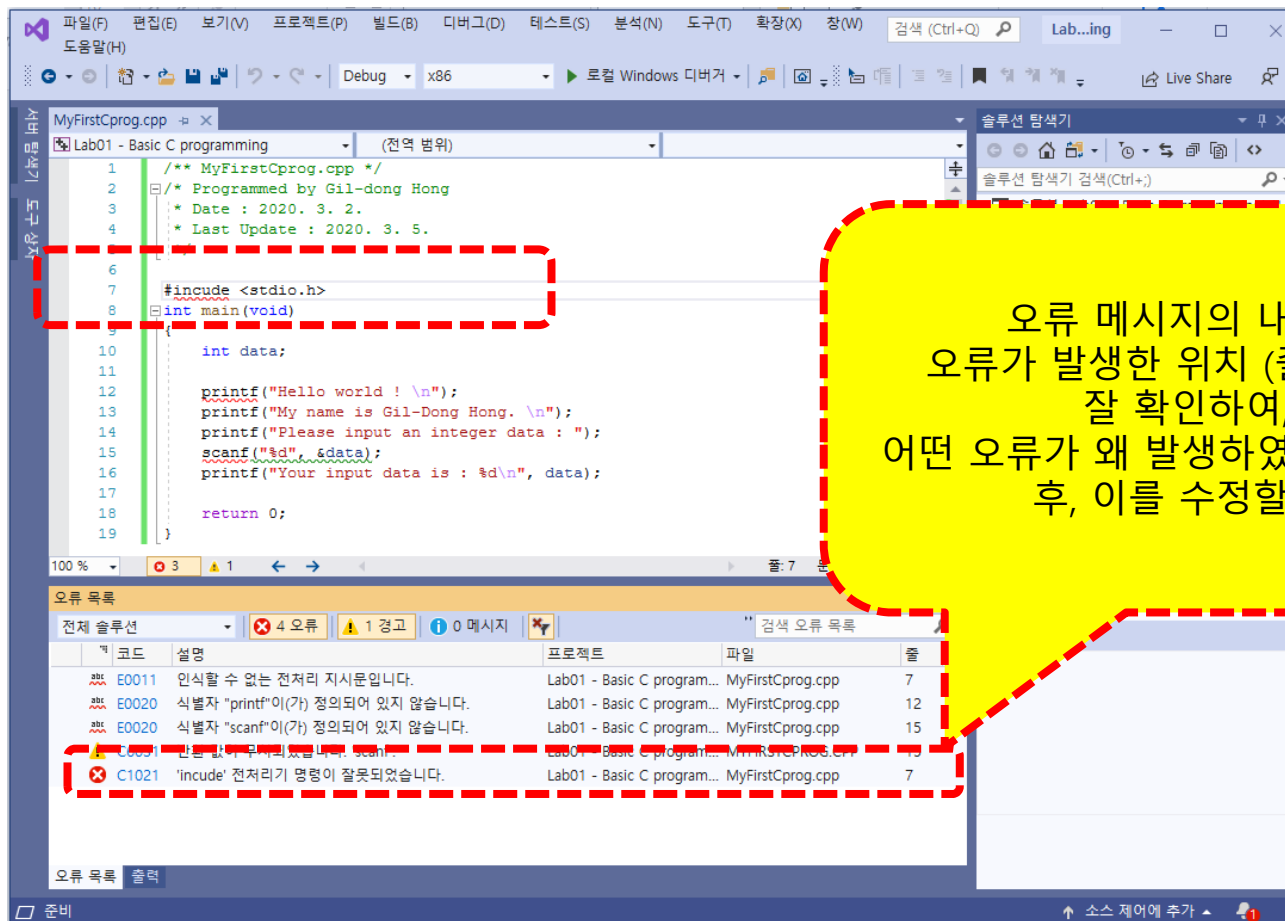 파일(F) 편집(E) 보기(V) 프로젝트(P) 빌드(B) 디버그(D) 테스트(S) 분석(N) 도구(T) 확장(X) 창(W) 검색 (Ctrl+Q) Lab...ing
도움말(H)
Debug x86 로컬 Windows 디버거 Live Share
서버 탐색기
도구 상자
MyFirstCprog.cpp
Lab01 - Basic C programming (전역 범위)
1 /** MyFirstCprog.cpp */
2 /* Programmed by Gil-dong Hong
3 * Date : 2020. 3. 2.
4 * Last Update : 2020. 3. 5.
6
7 #incude <stdio.h>
8 int main(void)
9 {
10 int data;
11
12 printf("Hello world ! \n");
13 printf("My name is Gil-Dong Hong. \n");
14 printf("Please input an integer data : ");
15 scanf("%d", &data);
16 printf("Your input data is : %d\n", data);
17
18 return 0;
19 }
100 % 3 1 줄: 7
솔루션 탐색기
솔루션 탐색기 검색(Ctrl+;)
오류 메시지의
오류가 발생한 위치
잘 확인하여,
어떤 오류가 왜
후, 이를
오류 목록
전체 솔루션 4 오류 1 경고 0 메시지 검색 오류 목록
코드 설명 프로젝트 파일 줄
E0011 인식할 수 없는 전처리 지시문입니다. Lab01 - Basic C program... MyFirstCprog.cpp 7
E0020 식별자 "printf"이(가) 정의되어 있지 않습니다. Lab01 - Basic C program... MyFirstCprog.cpp 12
E0020 식별자 "scanf"이(가) 정의되어 있지 않습니다. Lab01 - Basic C program... MyFirstCprog.cpp 15
C1021 'incude' 전처리기 명령이 잘못되었습니다. Lab01 - Basic C program... MyFirstCprog.cpp 7
오류 목록 출력
준비 소스 제어에 추가 1